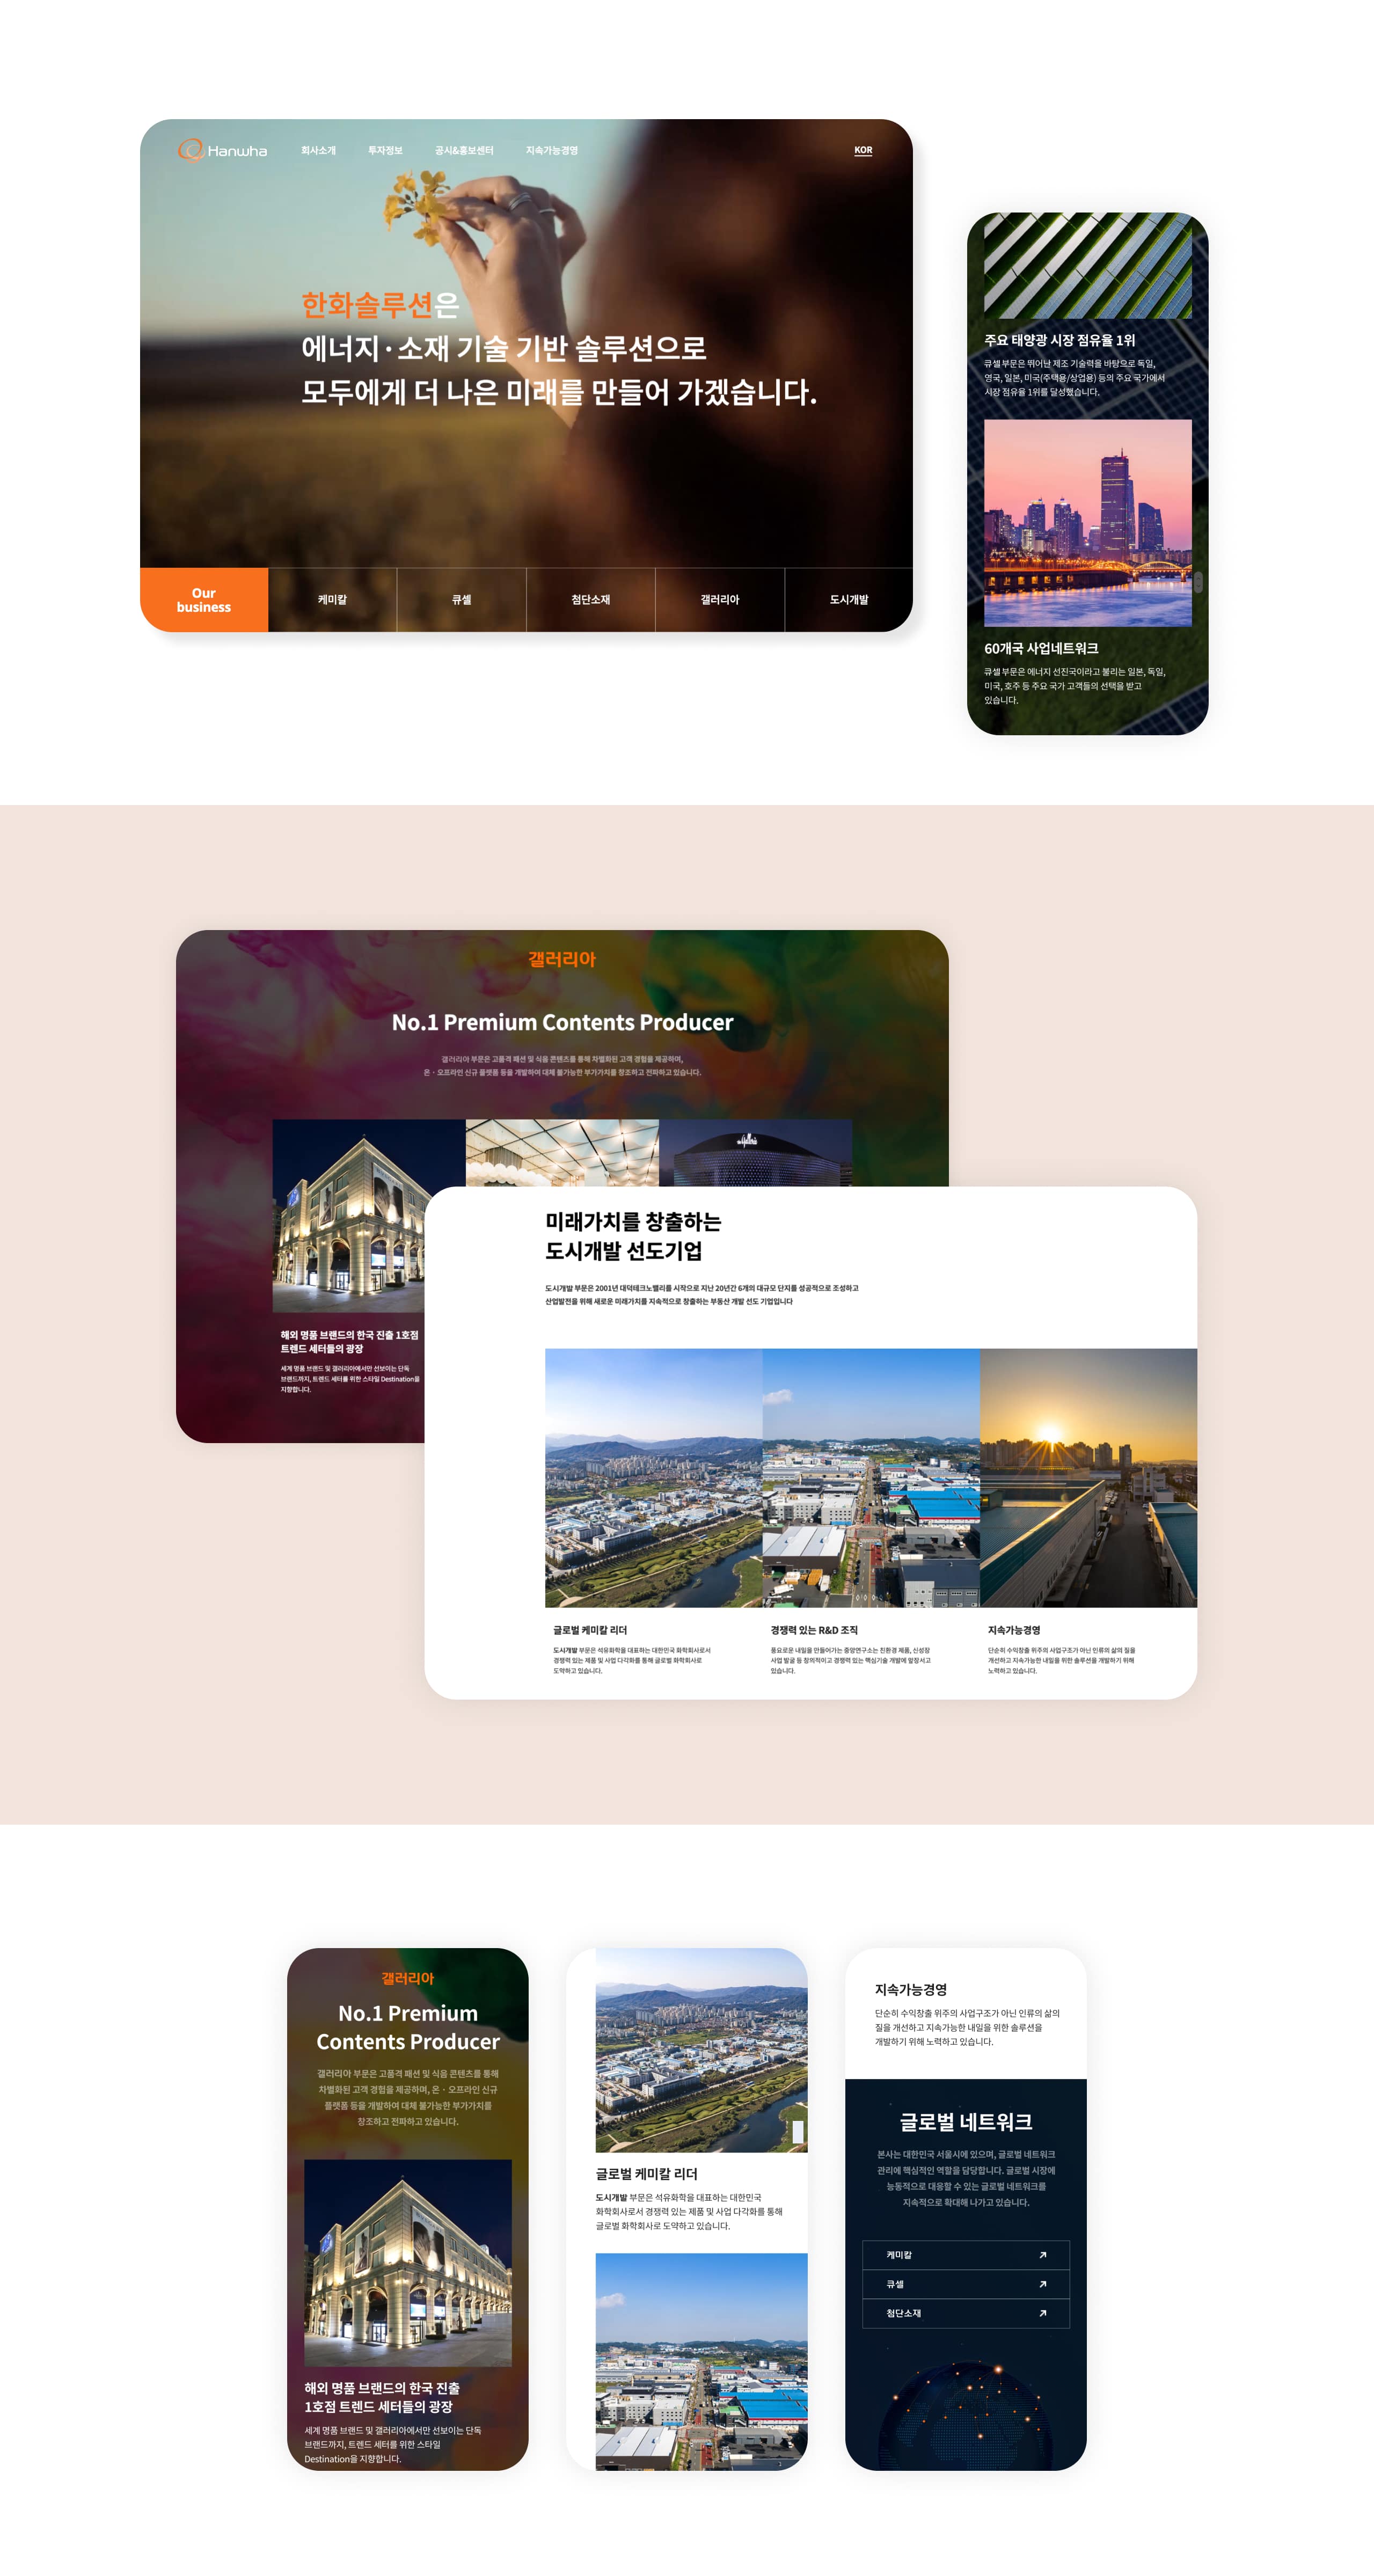 Hanwha
회사소개
투자정보
공시&홍보센터
지속가능경영
KOR
한화솔루션은
에너지 · 소재 기술 기반 솔루션으로
모두에게 더 나은 미래를 만들어 가겠습니다.
Our
business
케미칼
큐셀
첨단소재
갤러리아
도시개발
주요 태양광 시장 점유율 1위
큐셀 부문은 뛰어난 제조 기술력을 바탕으로 독일,
영국, 일본, 미국(주택용/상업용) 등의 주요 국가에서
시장 점유율 1위를 달성했습니다.
60개국 사업네트워크
큐셀 부문은 에너지 선진국이라고 불리는 일본, 독일,
미국, 호주 등 주요 국가 고객들의 선택을 받고
있습니다.
갤러리아
No.1 Premium Contents Producer
갤러리아 부문은 고품격 패션 및 식음 콘텐츠를 통해 차별화된 고객 경험을 제공하며,
온 · 오프라인 신규 플랫폼 등을 개발하여 대체 불가능한 부가가치를 창조하고 전파하고 있습니다.
해외 명품 브랜드의 한국 진출 1호점
트렌드 세터들의 광장
세계 명품 브랜드 및 갤러리아에서만 선보이는 단독
브랜드까지, 트렌드 세터를 위한 스타일 Destination을
지향합니다.
미래가치를 창출하는
도시개발 선도기업
도시개발 부문은 2001년 대덕테크노밸리를 시작으로 지난 20년간 6개의 대규모 단지를 성공적으로 조성하고
산업발전을 위해 새로운 미래가치를 지속적으로 창출하는 부동산 개발 선도 기업입니다
글로벌 케미칼 리더
도시개발 부문은 석유화학을 대표하는 대한민국 화학회사로서
경쟁력 있는 제품 및 사업 다각화를 통해 글로벌 화학회사로
도약하고 있습니다.
경쟁력 있는 R&D 조직
풍요로운 내일을 만들어가는 중앙연구소는 친환경 제품, 신성장
사업 발굴 등 창의적이고 경쟁력 있는 핵심기술 개발에 앞장서고
있습니다.
지속가능경영
단순히 수익창출 위주의 사업구조가 아닌 인류의 삶의 질을
개선하고 지속가능한 내일을 위한 솔루션을 개발하기 위해
노력하고 있습니다.
갤러리아
No.1 Premium
Contents Producer
갤러리아 부문은 고품격 패션 및 식음 콘텐츠를 통해
차별화된 고객 경험을 제공하며, 온 · 오프라인 신규
플랫폼 등을 개발하여 대체 불가능한 부가가치를
창조하고 전파하고 있습니다.
해외 명품 브랜드의 한국 진출
1호점 트렌드 세터들의 광장
세계 명품 브랜드 및 갤러리아에서만 선보이는 단독
브랜드까지, 트렌드 세터를 위한 스타일
Destination을 지향합니다.
글로벌 케미칼 리더
도시개발 부문은 석유화학을 대표하는 대한민국
화학회사로서 경쟁력 있는 제품 및 사업 다각화를 통해
글로벌 화학회사로 도약하고 있습니다.
지속가능경영
단순히 수익창출 위주의 사업구조가 아닌 인류의 삶의
질을 개선하고 지속가능한 내일을 위한 솔루션을
개발하기 위해 노력하고 있습니다.
글로벌 네트워크
본사는 대한민국 서울시에 있으며, 글로벌 네트워크
관리에 핵심적인 역할을 담당합니다. 글로벌 시장에
능동적으로 대응할 수 있는 글로벌 네트워크를
지속적으로 확대해 나가고 있습니다.
케미칼
큐셀
첨단소재